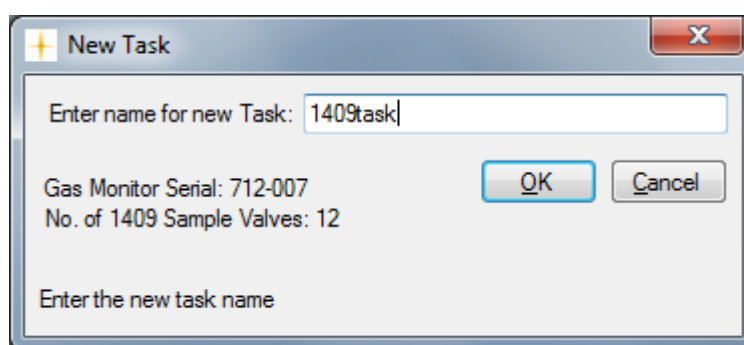 New Task
Enter name for new Task: 1409task
OK Cancel
Gas Monitor Serial: 712-007
No. of 1409 Sample Valves: 12
Enter the new task name